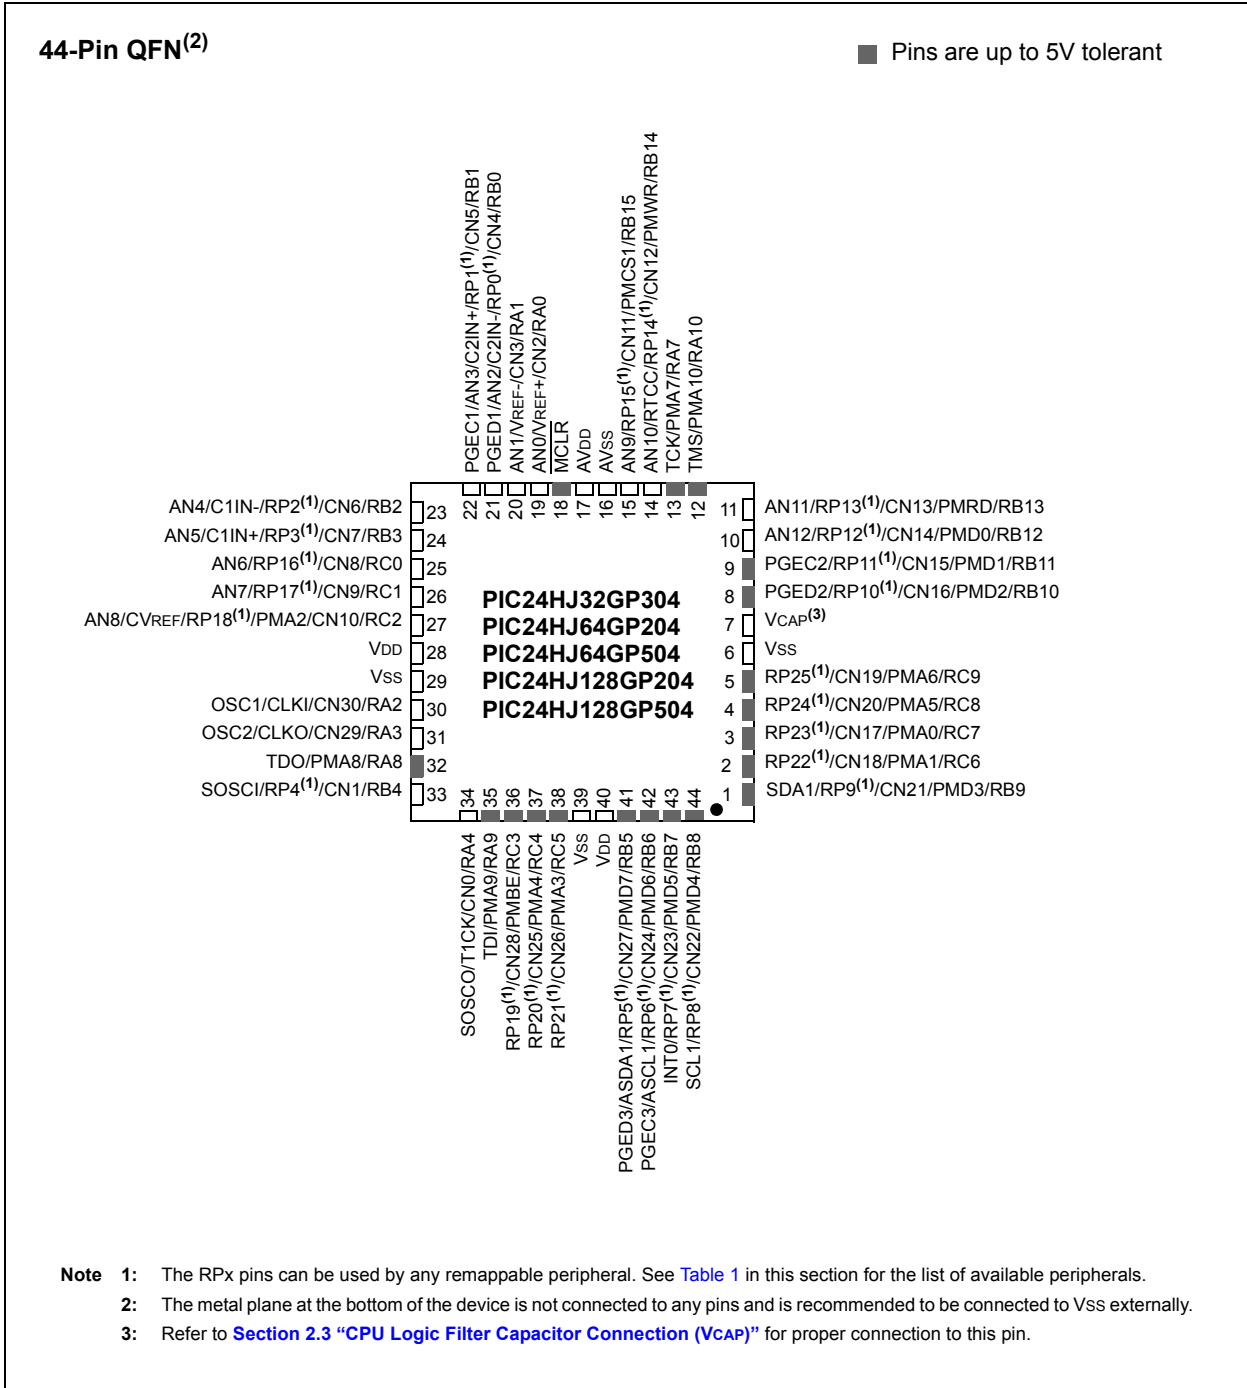 44-Pin QFN(2)
Pins are up to 5V tolerant
PGEC1/AN3/C2IN+/RP1(1)/CN5/RB1
PGED1/AN2/C2IN-/RP0(1)/CN4/RB0
AN1/VREF-/CN3/RA1
AN0/VREF+/CN2/RA0
MCLR
AVDD
AVSS
AN9/RP15(1)/CN11/PMCS1/RB15
AN10/RTCC/RP14(1)/CN12/PMWR/RB14
TCK/PMA7/RA7
TMS/PMA10/RA10
22
21
20
19
18
17
16
15
14
13
12
AN4/C1IN-/RP2(1)/CN6/RB2 23
AN5/C1IN+/RP3(1)/CN7/RB3 24
AN6/RP16(1)/CN8/RC0 25
AN7/RP17(1)/CN9/RC1 26
AN8/CVREF/RP18(1)/PMA2/CN10/RC2 27
VDD 28
VSS 29
OSC1/CLKI/CN30/RA2 30
OSC2/CLKO/CN29/RA3 31
TDO/PMA8/RA8 32
SOSCI/RP4(1)/CN1/RB4 33
PIC24HJ32GP304
PIC24HJ64GP204
PIC24HJ64GP504
PIC24HJ128GP204
PIC24HJ128GP504
11 AN11/RP13(1)/CN13/PMRD/RB13
10 AN12/RP12(1)/CN14/PMD0/RB12
9 PGEC2/RP11(1)/CN15/PMD1/RB11
8 PGED2/RP10(1)/CN16/PMD2/RB10
7 VCAP(3)
6 VSS
5 RP25(1)/CN19/PMA6/RC9
4 RP24(1)/CN20/PMA5/RC8
3 RP23(1)/CN17/PMA0/RC7
2 RP22(1)/CN18/PMA1/RC6
1 SDA1/RP9(1)/CN21/PMD3/RB9
34
35
36
37
38
39
40
41
42
43
44
SOSCO/T1CK/CN0/RA4
TDI/PMA9/RA9
RP19(1)/CN28/PMBE/RC3
RP20(1)/CN25/PMA4/RC4
RP21(1)/CN26/PMA3/RC5
VSS
VDD
PGED3/ASDA1/RP5(1)/CN27/PMD7/RB5
PGEC3/ASCL1/RP6(1)/CN24/PMD6/RB6
INT0/RP7(1)/CN23/PMD5/RB7
SCL1/RP8(1)/CN22/PMD4/RB8
Note 1: The RPx pins can be used by any remappable peripheral. See Table 1 in this section for the list of available peripherals.
2: The metal plane at the bottom of the device is not connected to any pins and is recommended to be connected to VSS externally.
3: Refer to Section 2.3 “CPU Logic Filter Capacitor Connection (VCAP)” for proper connection to this pin.